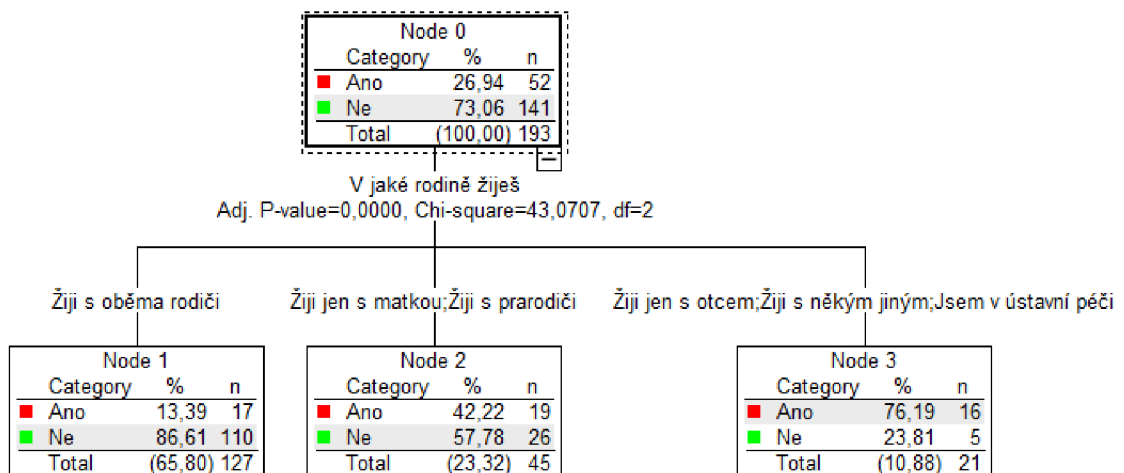 Node 0
Category % n
Ano 26,94 52
Ne 73,06 141
Total (100,00) 193
V jaké rodině žiješ
Adj. P-value=0,0000, Chi-square=43,0707, df=2
Žiji s oběma rodiči
Žiji jen s matkou;Žiji s prarodiči
Žiji jen s otcem;Žiji s někým jiným;Jsem v ústavní péči
Node 1
Category % n
Ano 13,39 17
Ne 86,61 110
Total (65,80) 127
Node 2
Category % n
Ano 42,22 19
Ne 57,78 26
Total (23,32) 45
Node 3
Category % n
Ano 76,19 16
Ne 23,81 5
Total (10,88) 21